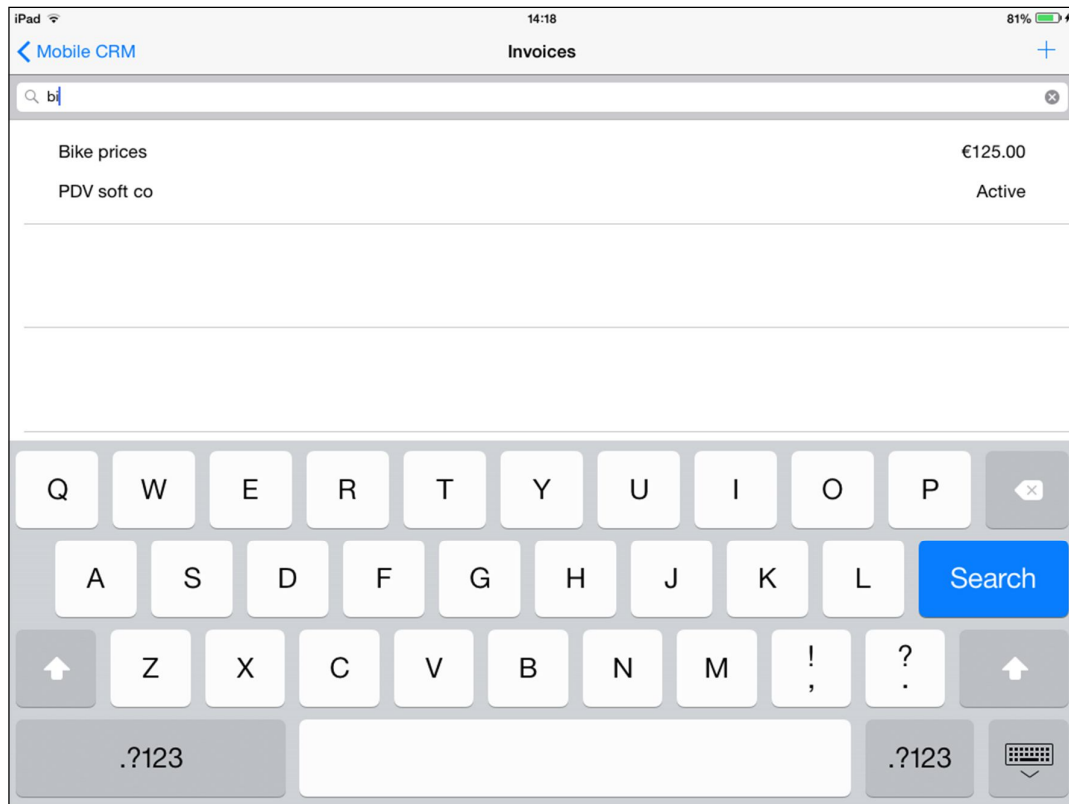 iPad 14:18 81%
Mobile CRM Invoices +
bi
Bike prices €125.00
PDV soft co Active
Q W E R T Y U I O P
A S D F G H J K L Search
Z X C V B N M ! , ? .
.?123 .?123